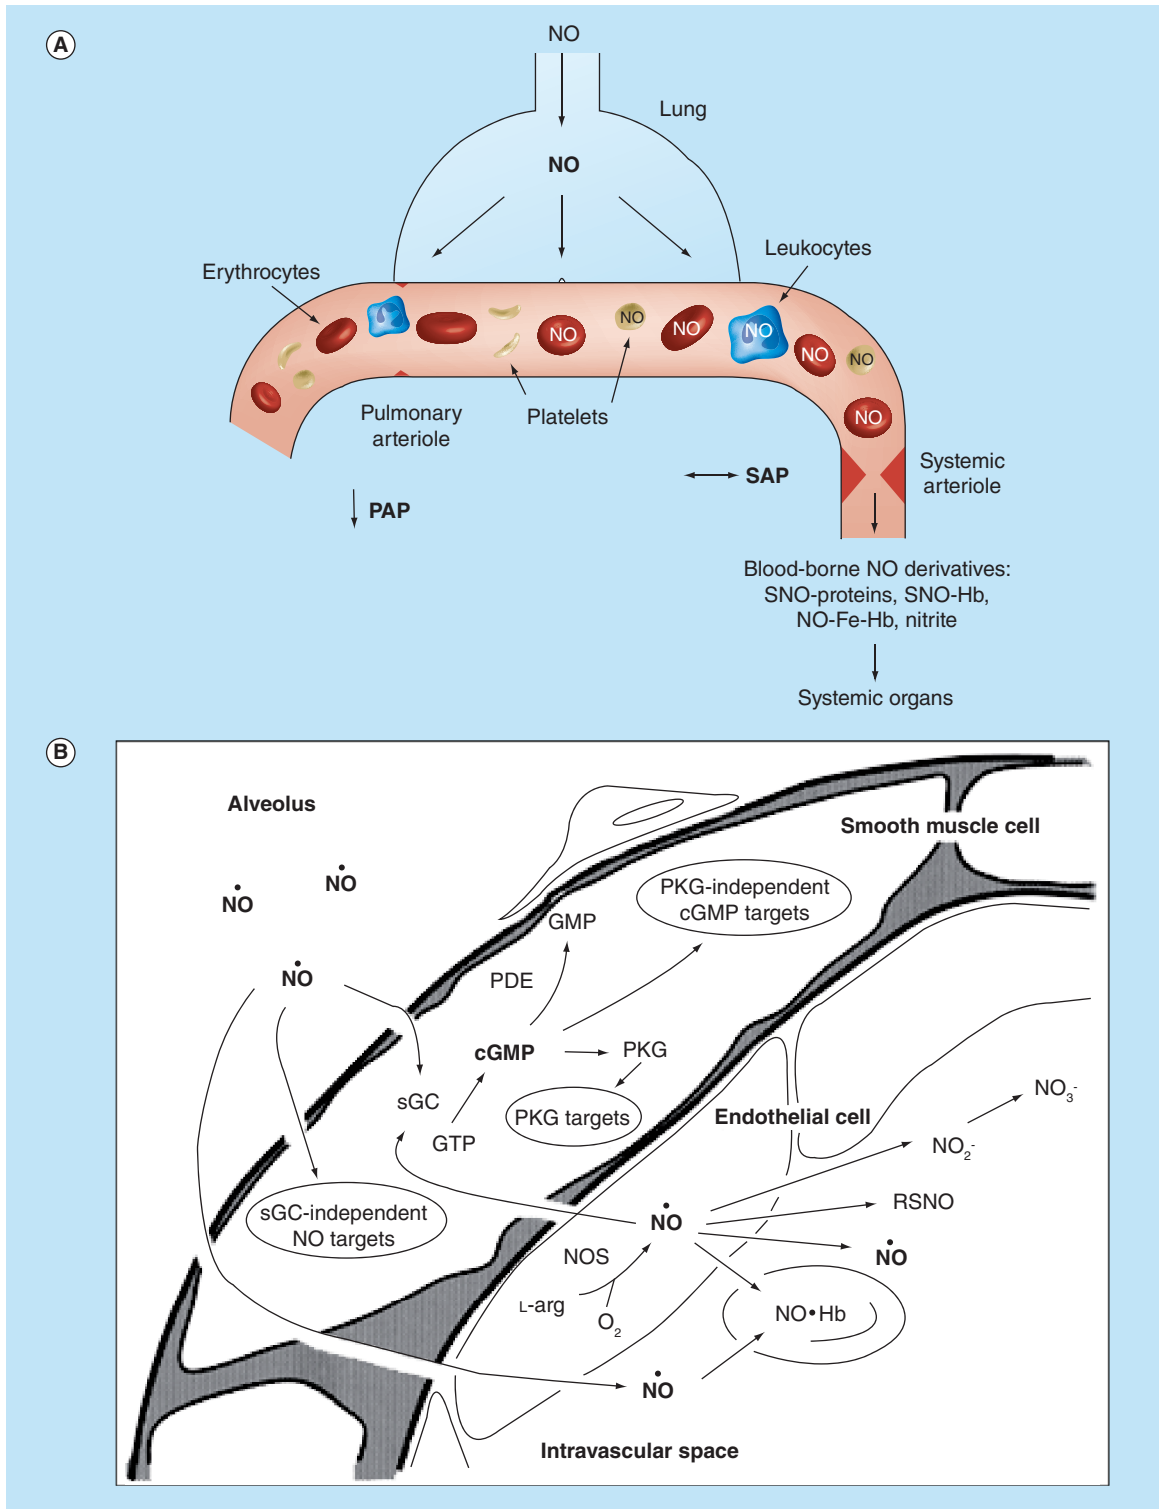 A
NO
Lung
NO
Leukocytes
Erythrocytes
NO
NO
NO
NO
NO
NO
NO
Pulmonary
arteriole
Platelets
Systemic
arteriole
SAP
PAP
Blood-borne NO derivatives:
SNO-proteins, SNO-Hb,
NO-Fe-Hb, nitrite
Systemic organs
B
Alveolus
Smooth muscle cell
NO
NO
PKG-independent
cGMP targets
GMP
NO
PDE
cGMP
PKG
sGC
PKG targets
Endothelial cell
NO3-
GTP
NO2-
sGC-independent
NO targets
RSNO
NO
NOS
NO
L-arg
O2
NO•Hb
NO
Intravascular space